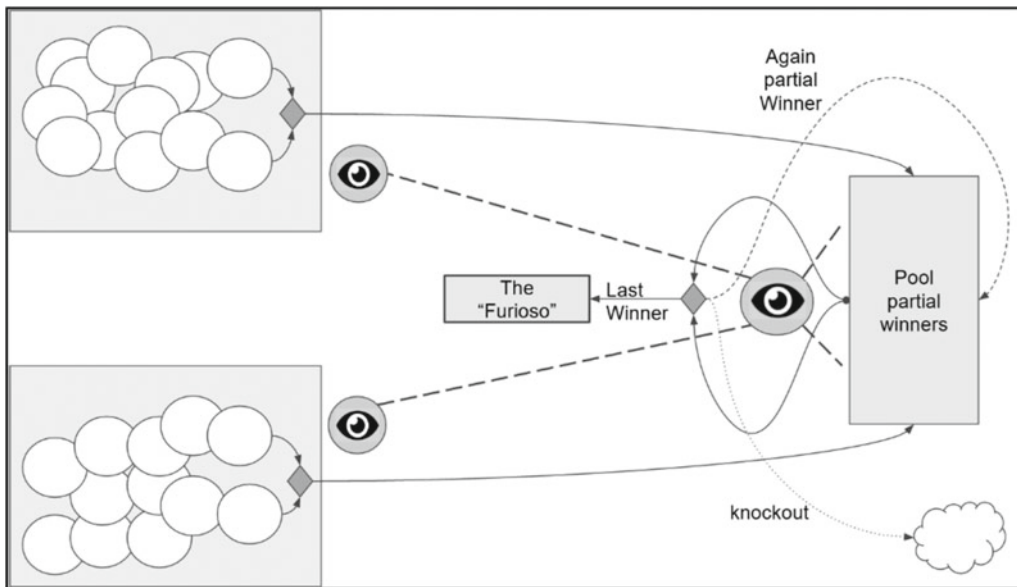 Again
partial
Winner
The
“Furioso”
Last
Winner
Pool
partial
winners
knockout